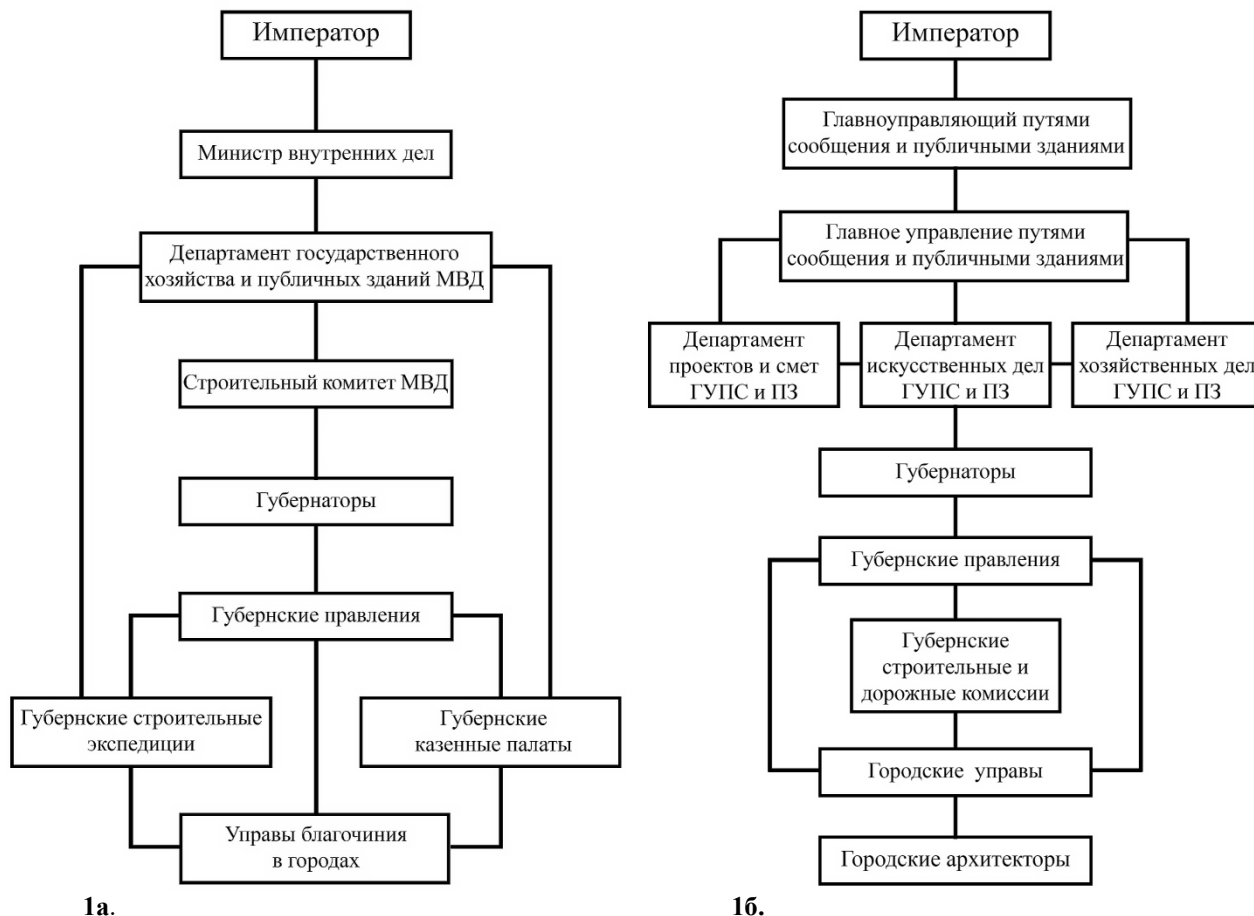 Император
Министр внутренних дел
Департамент государственного
хозяйства и публичных зданий МВД
Строительный комитет МВД
Губернаторы
Губернские правления
Губернские строительные
экспедиции
Губернские
казенные палаты
Управы благочиния
в городах
1а.
Император
Главноуправляющий путями
сообщения и публичными зданиями
Главное управление путями
сообщения и публичными зданиями
Департамент
проектов и смет
ГУПС и ПЗ
Департамент
искусственных дел
ГУПС и ПЗ
Департамент
хозяйственных дел
ГУПС и ПЗ
Губернаторы
Губернские правления
Губернские
строительные и
дорожные комиссии
Городские управы
Городские архитекторы
1б.